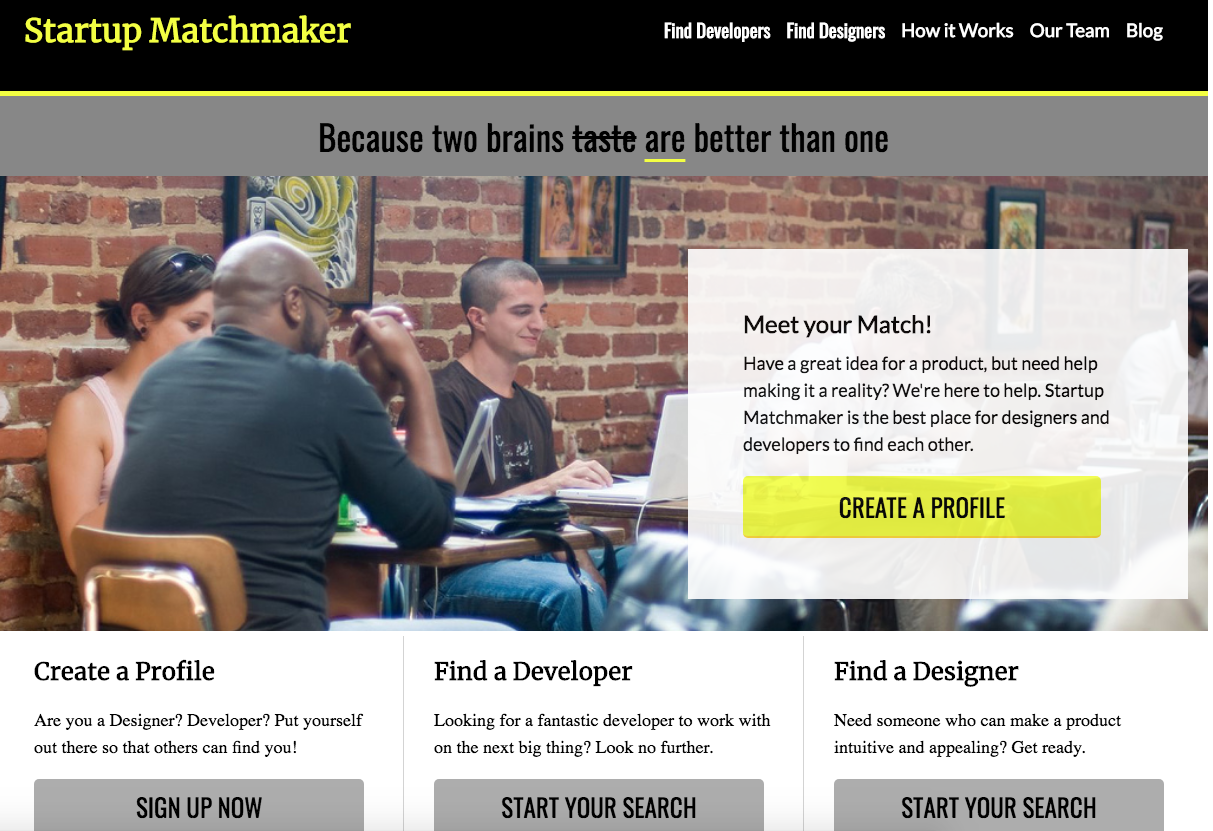 Startup Matchmaker
Find Developers Find Designers How it Works Our Team Blog
Because two brains taste are better than one
Meet your Match!
Have a great idea for a product, but need help
making it a reality? We're here to help. Startup
Matchmaker is the best place for designers and
developers to find each other.
CREATE A PROFILE
Create a Profile
Are you a Designer? Developer? Put yourself
out there so that others can find you!
SIGN UP NOW
Find a Developer
Looking for a fantastic developer to work with
on the next big thing? Look no further.
START YOUR SEARCH
Find a Designer
Need someone who can make a product
intuitive and appealing? Get ready.
START YOUR SEARCH